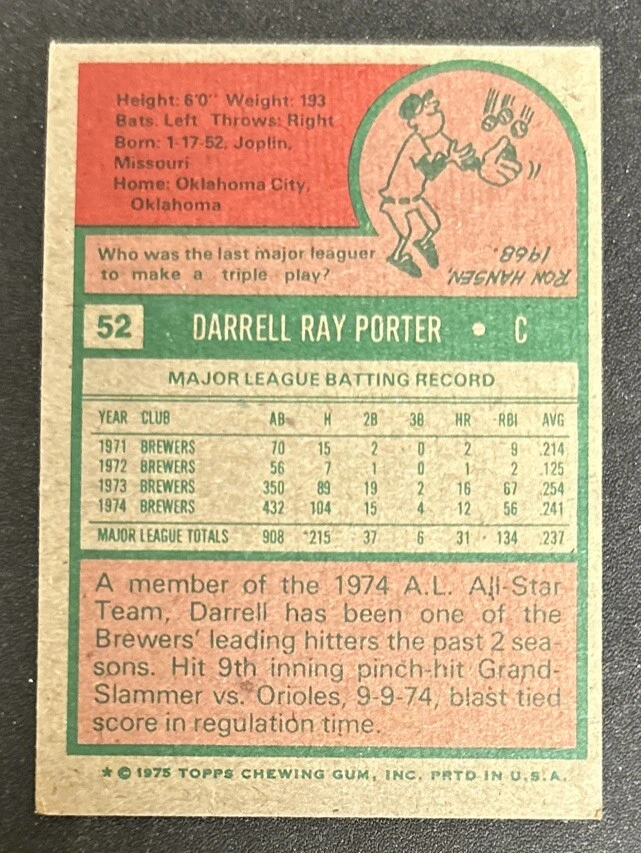 Height: 6'0" Weight: 193
Bats: Left Throws: Right
Born: 1-17-52, Joplin,
Missouri
Home: Oklahoma City,
Oklahoma
Who was the last major leaguer
to make a triple play?
RON HANSEN,
1968.
52 DARRELL RAY PORTER • C
MAJOR LEAGUE BATTING RECORD
YEAR CLUB AB H 2B 3B HR RBI AVG
1971 BREWERS 70 15 2 0 2 9 .214
1972 BREWERS 56 7 1 0 1 2 .125
1973 BREWERS 350 89 19 2 16 67 .254
1974 BREWERS 432 104 15 4 12 56 .241
MAJOR LEAGUE TOTALS 908 215 37 6 31 134 .237
A member of the 1974 A.L. All-Star
Team, Darrell has been one of the
Brewers' leading hitters the past 2 sea-
sons. Hit 9th inning pinch-hit Grand-
Slammer vs. Orioles, 9-9-74, blast tied
score in regulation time.
* © 1975 TOPPS CHEWING GUM, INC. PRTD IN U.S.A.